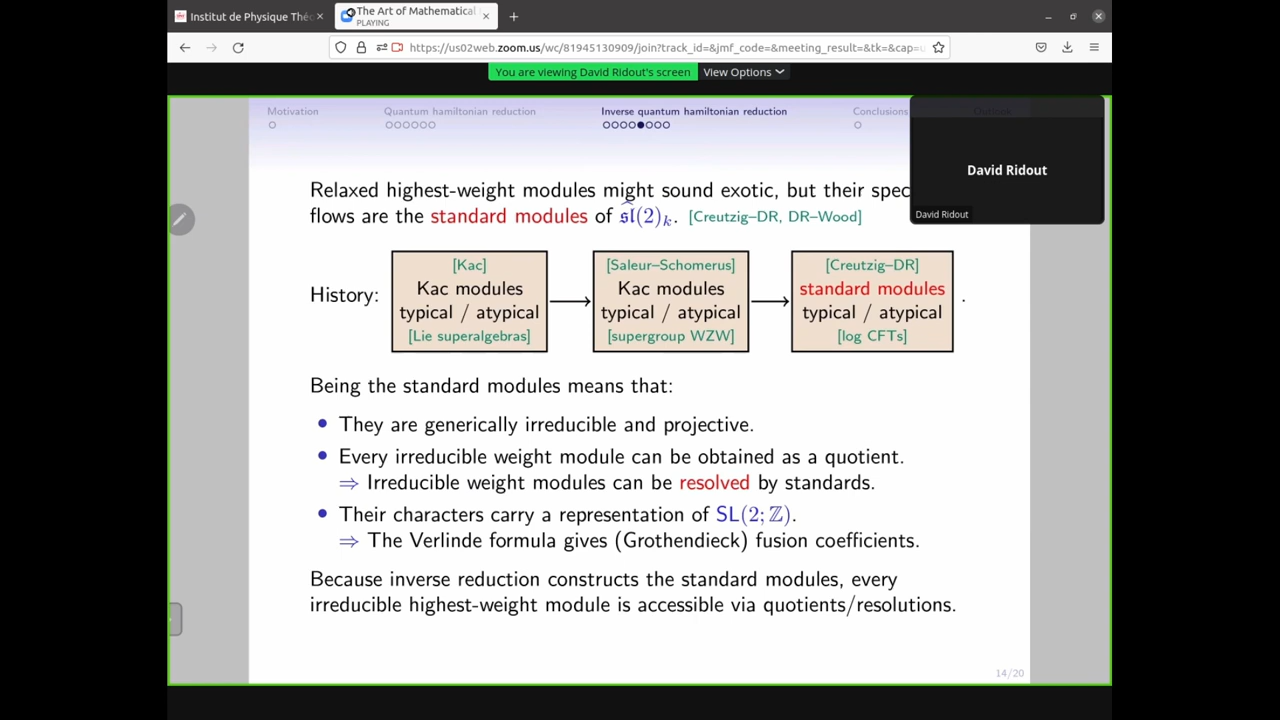 Institut de Physique Théo
The Art of Mathematical
PLAYING
https://us02web.zoom.us/wc/81945130909/join?track_id=&jmf_code=&meeting_result=&tk=&cap=
You are viewing David Ridout's screen
View Options
Motivation
Quantum hamiltonian reduction
Inverse quantum hamiltonian reduction
Conclusions
David Ridout
David Ridout
Relaxed highest-weight modules might sound exotic, but their spec
flows are the standard modules of $\widehat{\mathfrak{sl}}(2)_k$. [Creutzig–DR, DR–Wood]
History:
[Kac]
Kac modules
typical / atypical
[Lie superalgebras]
[Saleur–Schomerus]
Kac modules
typical / atypical
[supergroup WZW]
[Creutzig–DR]
standard modules
typical / atypical
[log CFTs]
.
Being the standard modules means that:
• They are generically irreducible and projective.
• Every irreducible weight module can be obtained as a quotient.
⇒ Irreducible weight modules can be resolved by standards.
• Their characters carry a representation of SL(2; ℤ).
⇒ The Verlinde formula gives (Grothendieck) fusion coefficients.
Because inverse reduction constructs the standard modules, every
irreducible highest-weight module is accessible via quotients/resolutions.
14/20